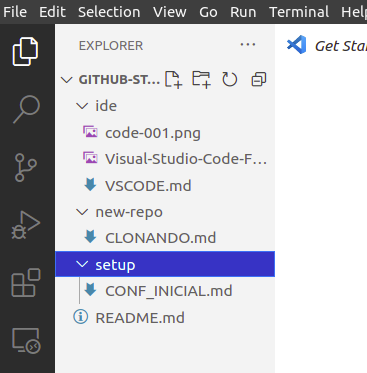 File Edit Selection View Go Run Terminal Help
EXPLORER ···
Get Star
GITHUB-ST...
ide
code-001.png
Visual-Studio-Code-F...
VSCODE.md
new-repo
CLONANDO.md
setup
CONF_INICIAL.md
README.md